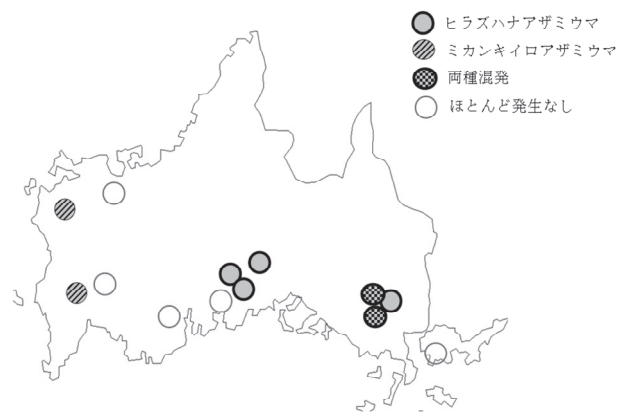 ヒラズハナアザミウマ
ミカンキイロアザミウマ
両種混発
ほとんど発生なし